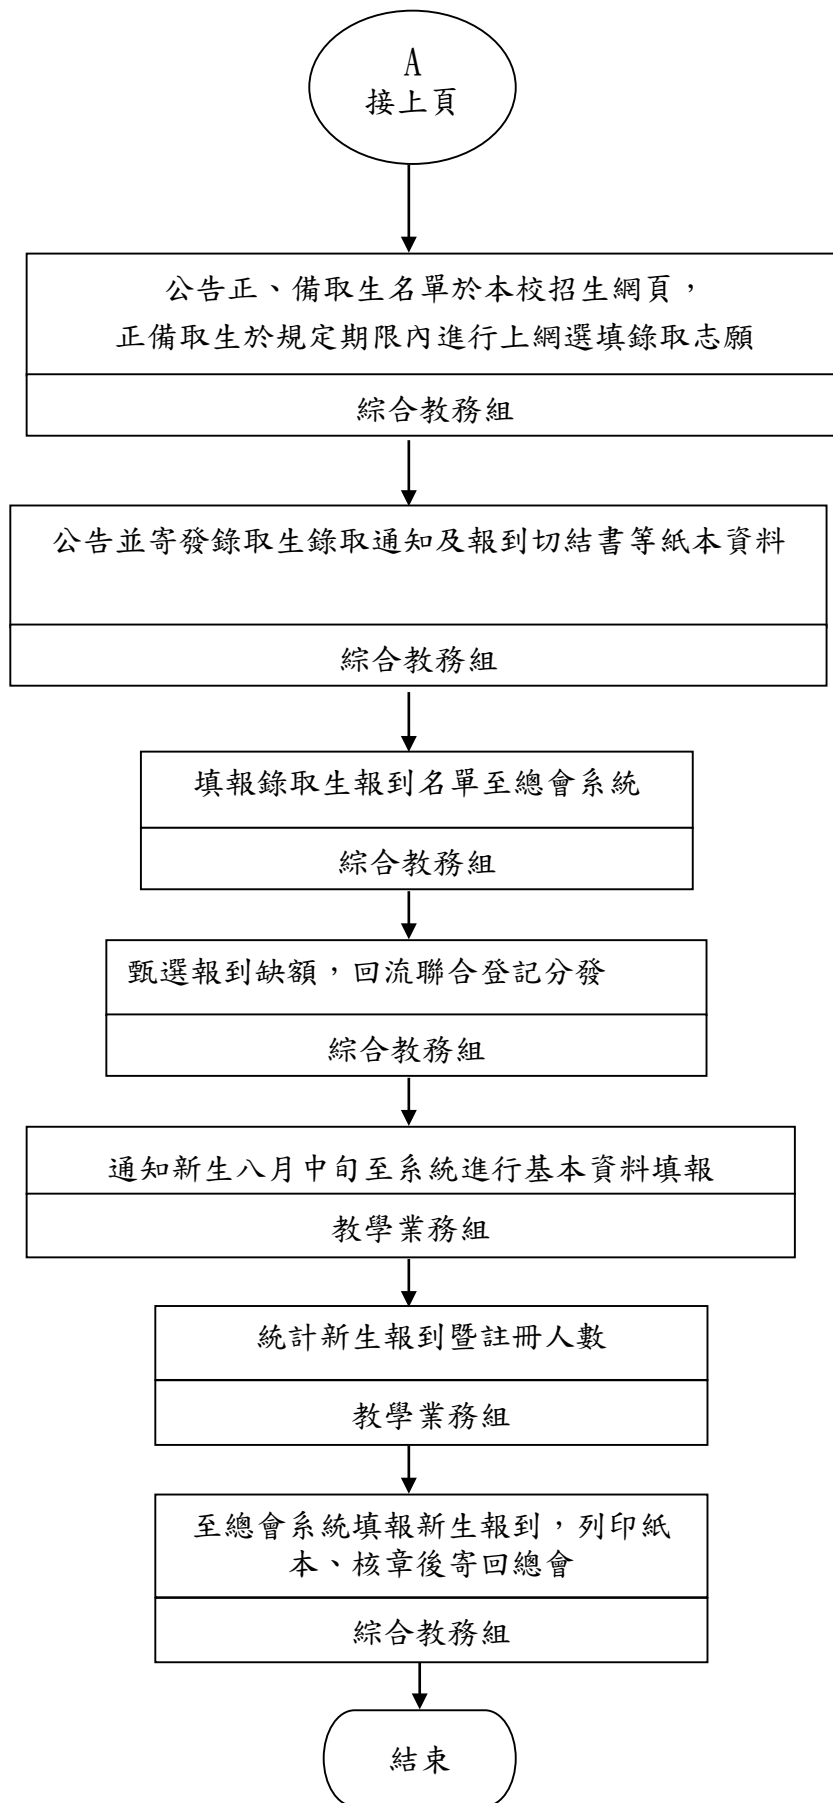 A
接上頁
公告正、備取生名單於本校招生網頁，
正備取生於規定期限內進行上網選填錄取志願
綜合教務組
公告並寄發錄取生錄取通知及報到切結書等紙本資料
綜合教務組
填報錄取生報到名單至總會系統
綜合教務組
甄選報到缺額，回流聯合登記分發
綜合教務組
通知新生八月中旬至系統進行基本資料填報
教學業務組
統計新生報到暨註冊人數
教學業務組
至總會系統填報新生報到，列印紙
本、核章後寄回總會
綜合教務組
結束